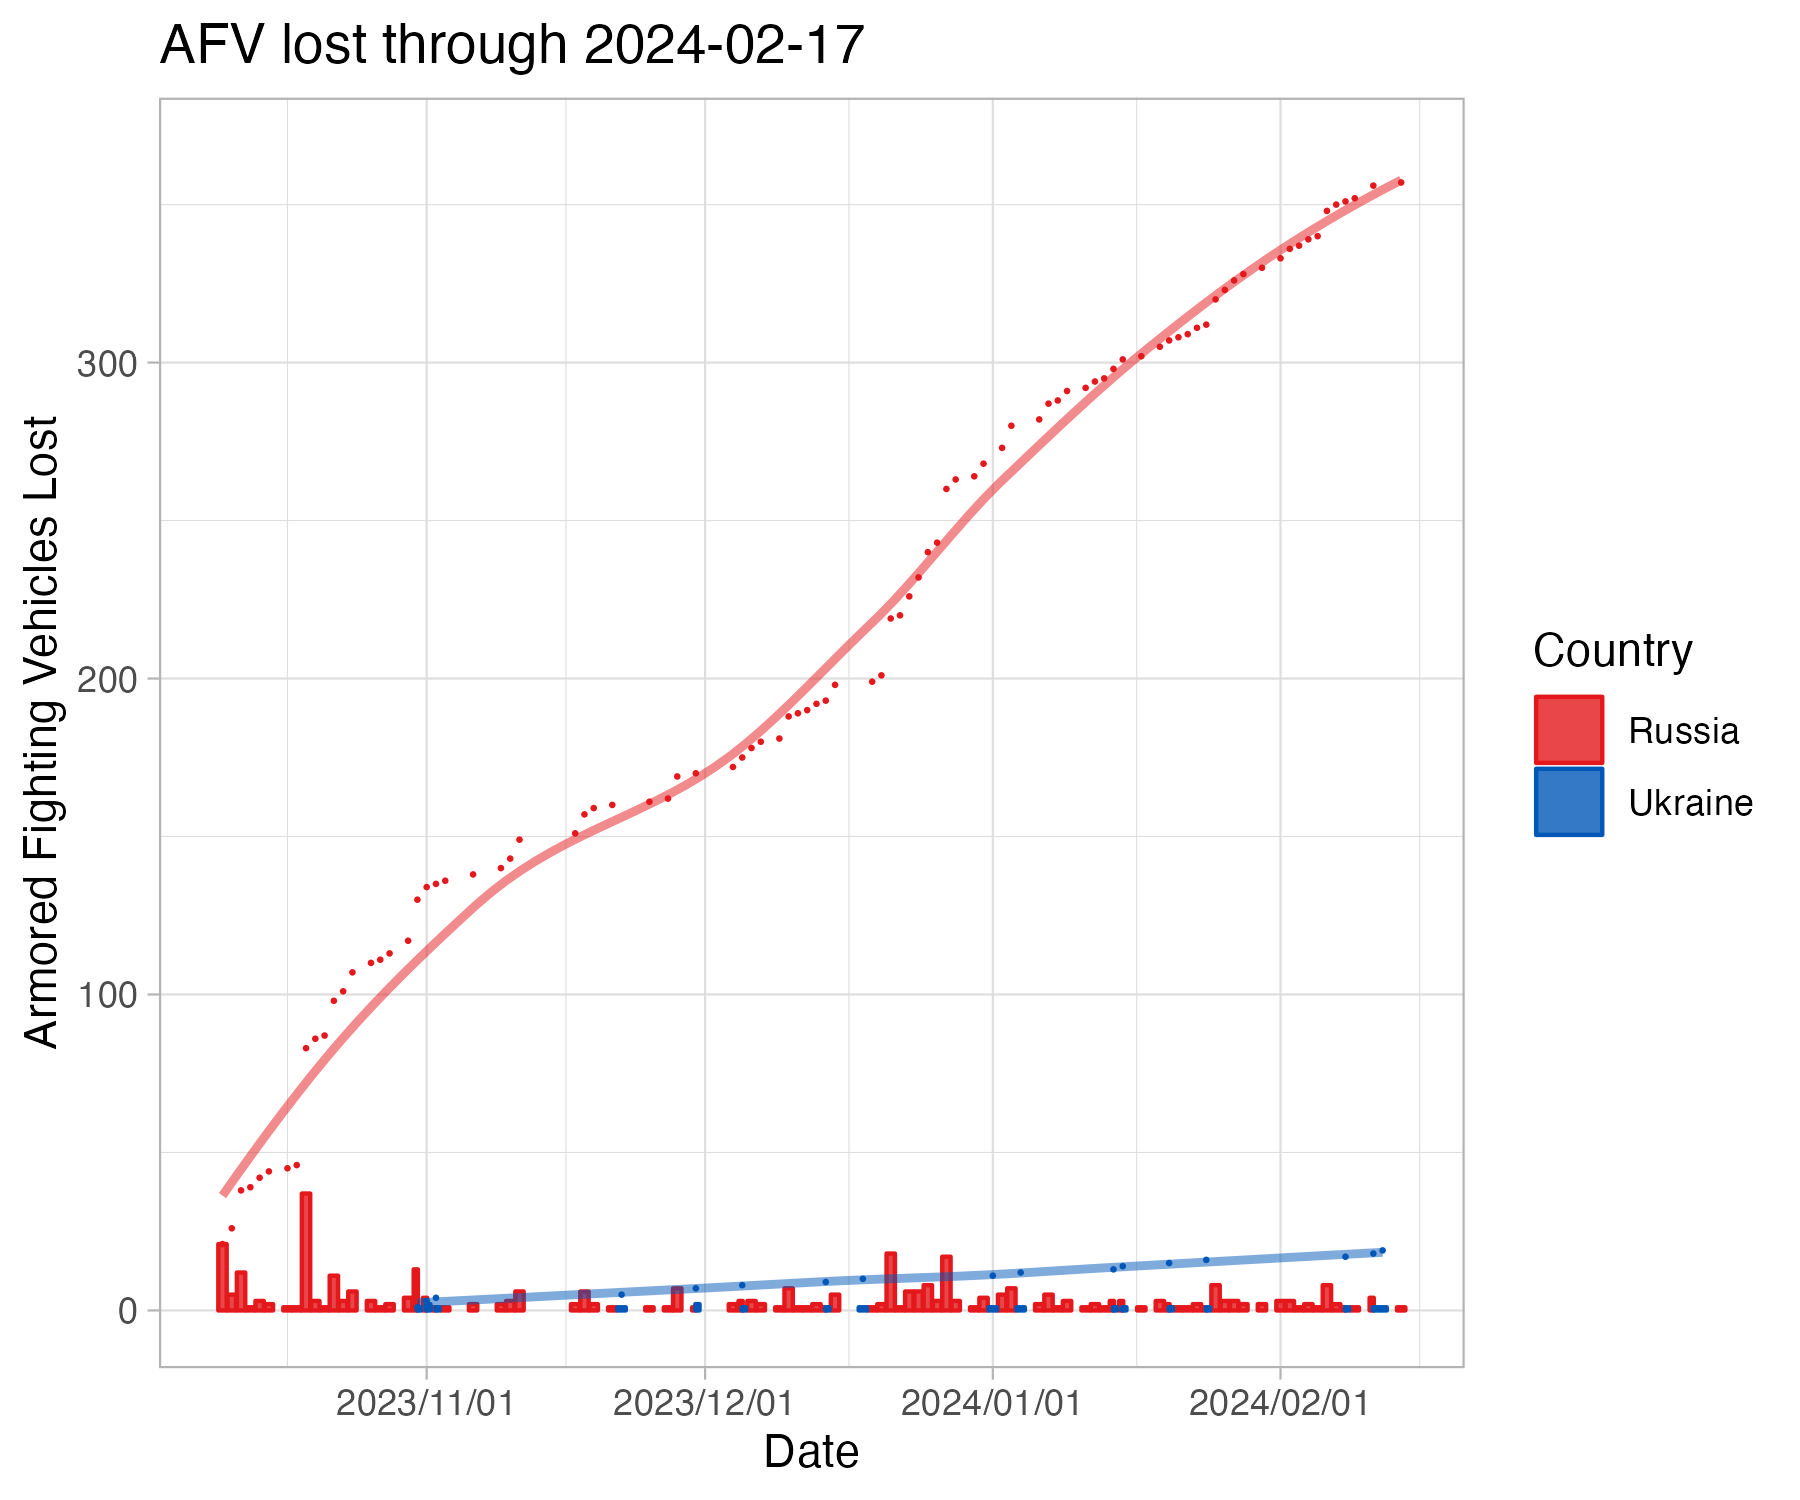 AFV lost through 2024-02-17
Armored Fighting Vehicles Lost
300
200
100
0
2023/11/01
2023/12/01
2024/01/01
2024/02/01
Date
Country
Russia
Ukraine